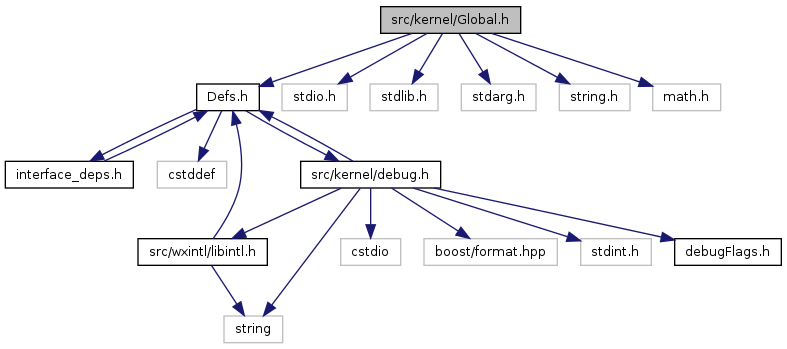 src/kernel/Global.h
Defs.h
stdio.h
stdlib.h
stdarg.h
string.h
math.h
interface_deps.h
cstddef
src/kernel/debug.h
src/wxintl/libintl.h
cstdio
boost/format.hpp
stdint.h
debugFlags.h
string